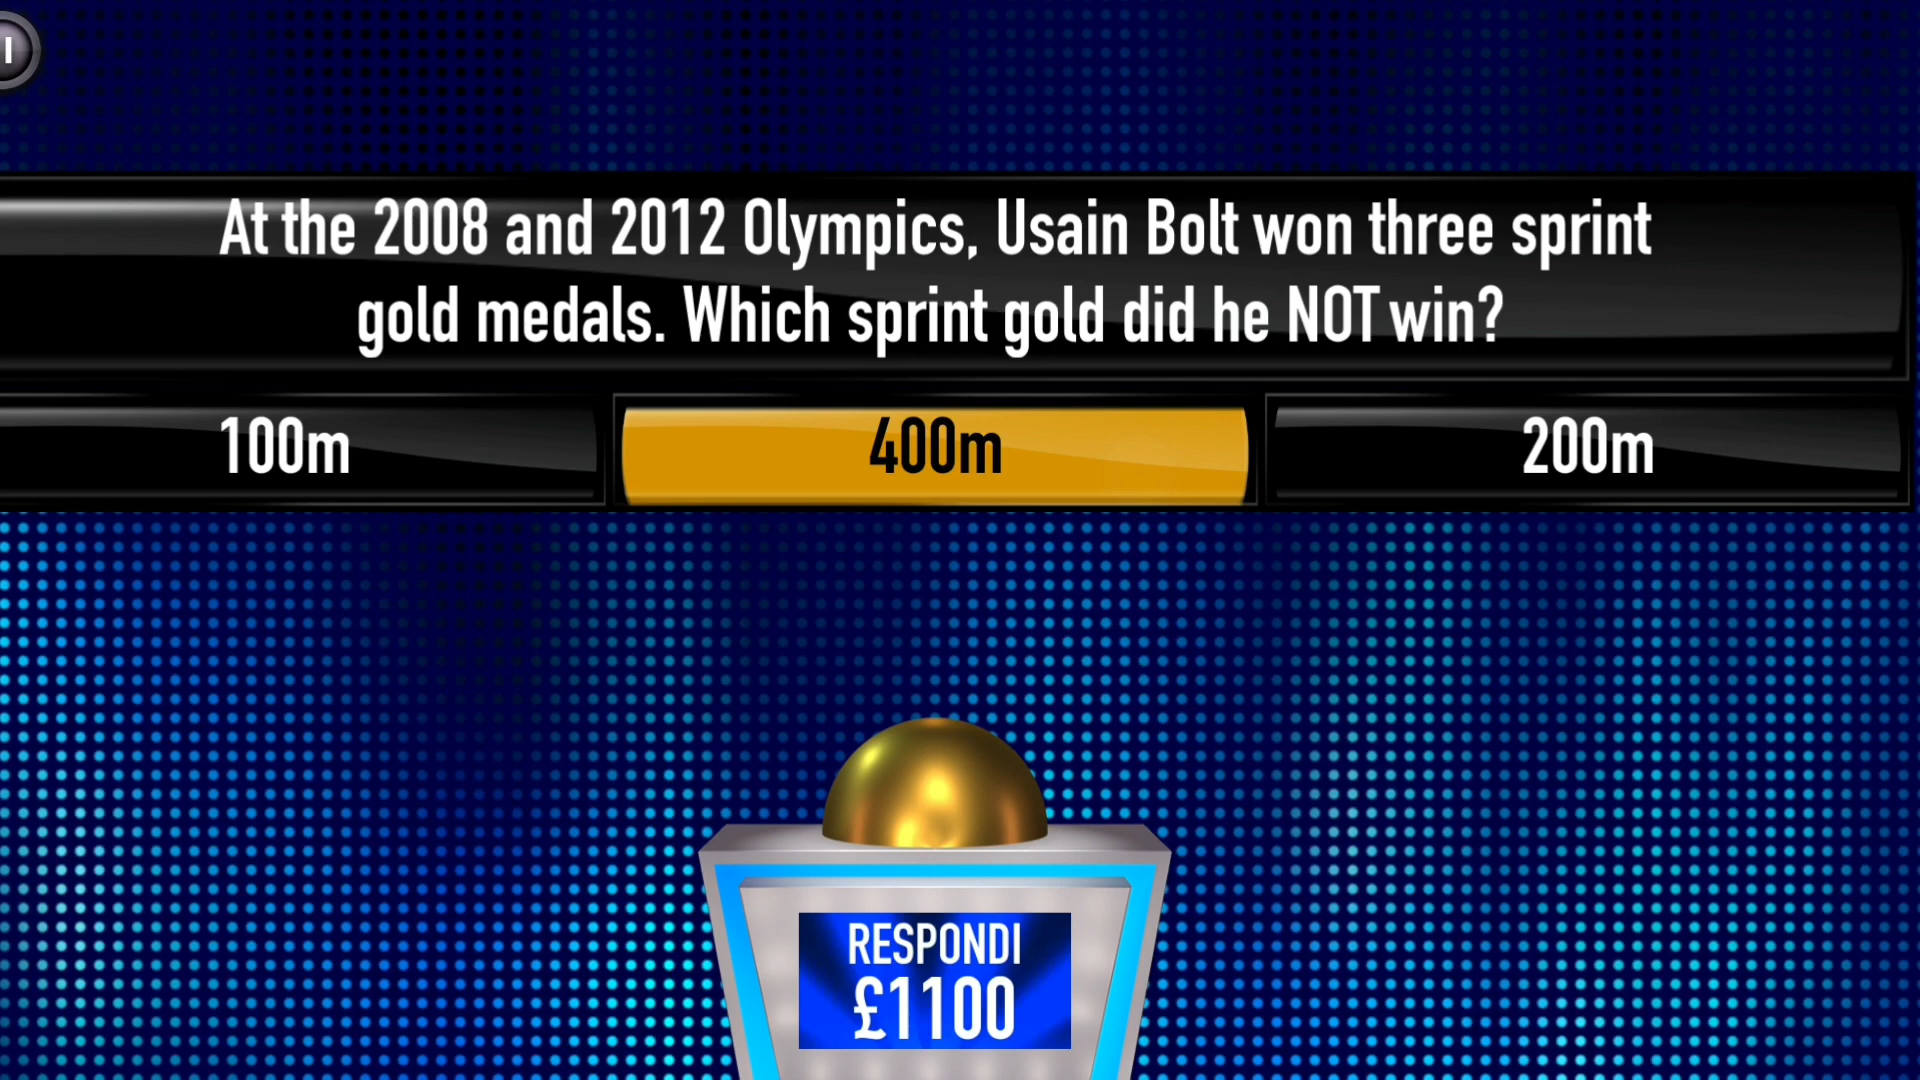 At the 2008 and 2012 Olympics, Usain Bolt won three sprint
gold medals. Which sprint gold did he NOT win?
100m
400m
200m
RESPONDI
£1100